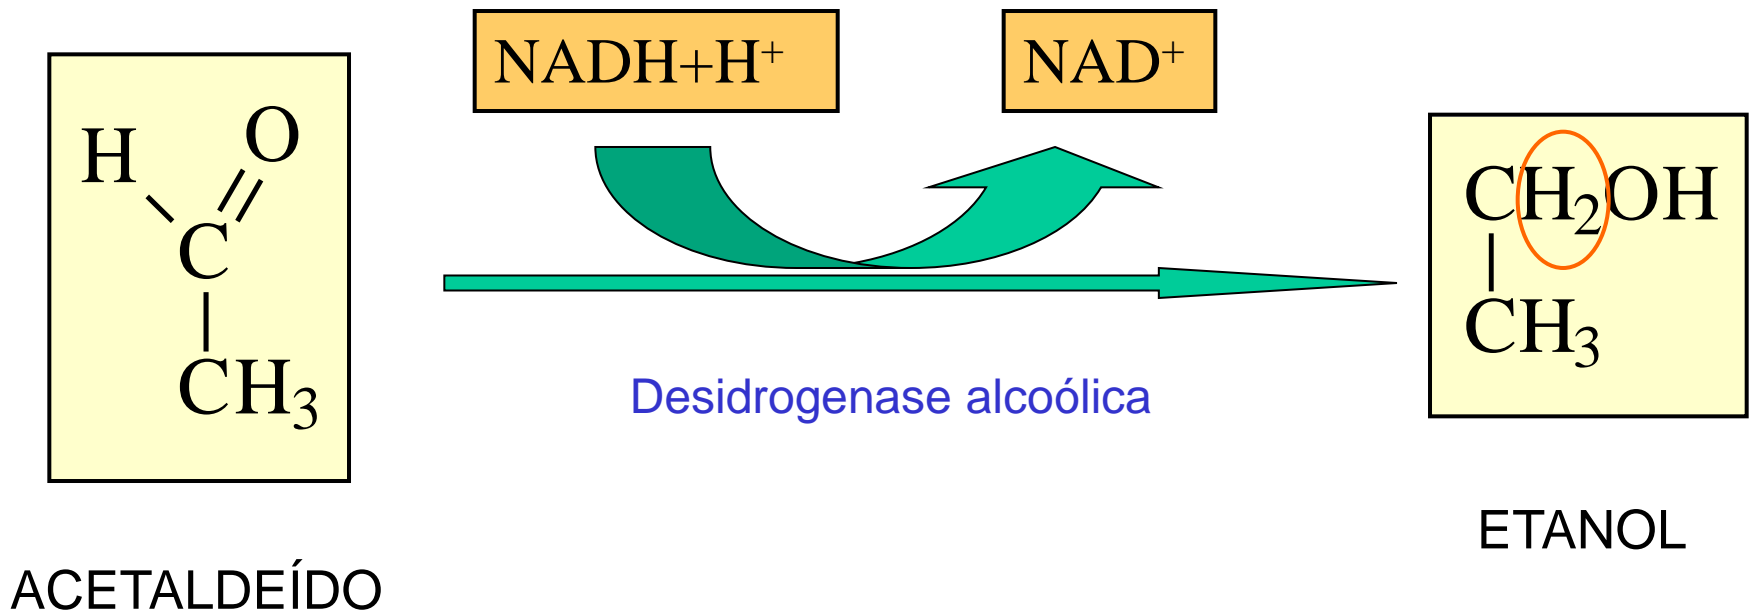 NADH+H⁺
NAD⁺
H
O
C
CH₃
CH₂OH
CH₃
Desidrogenase alcoólica
ETANOL
ACETALDEÍDO